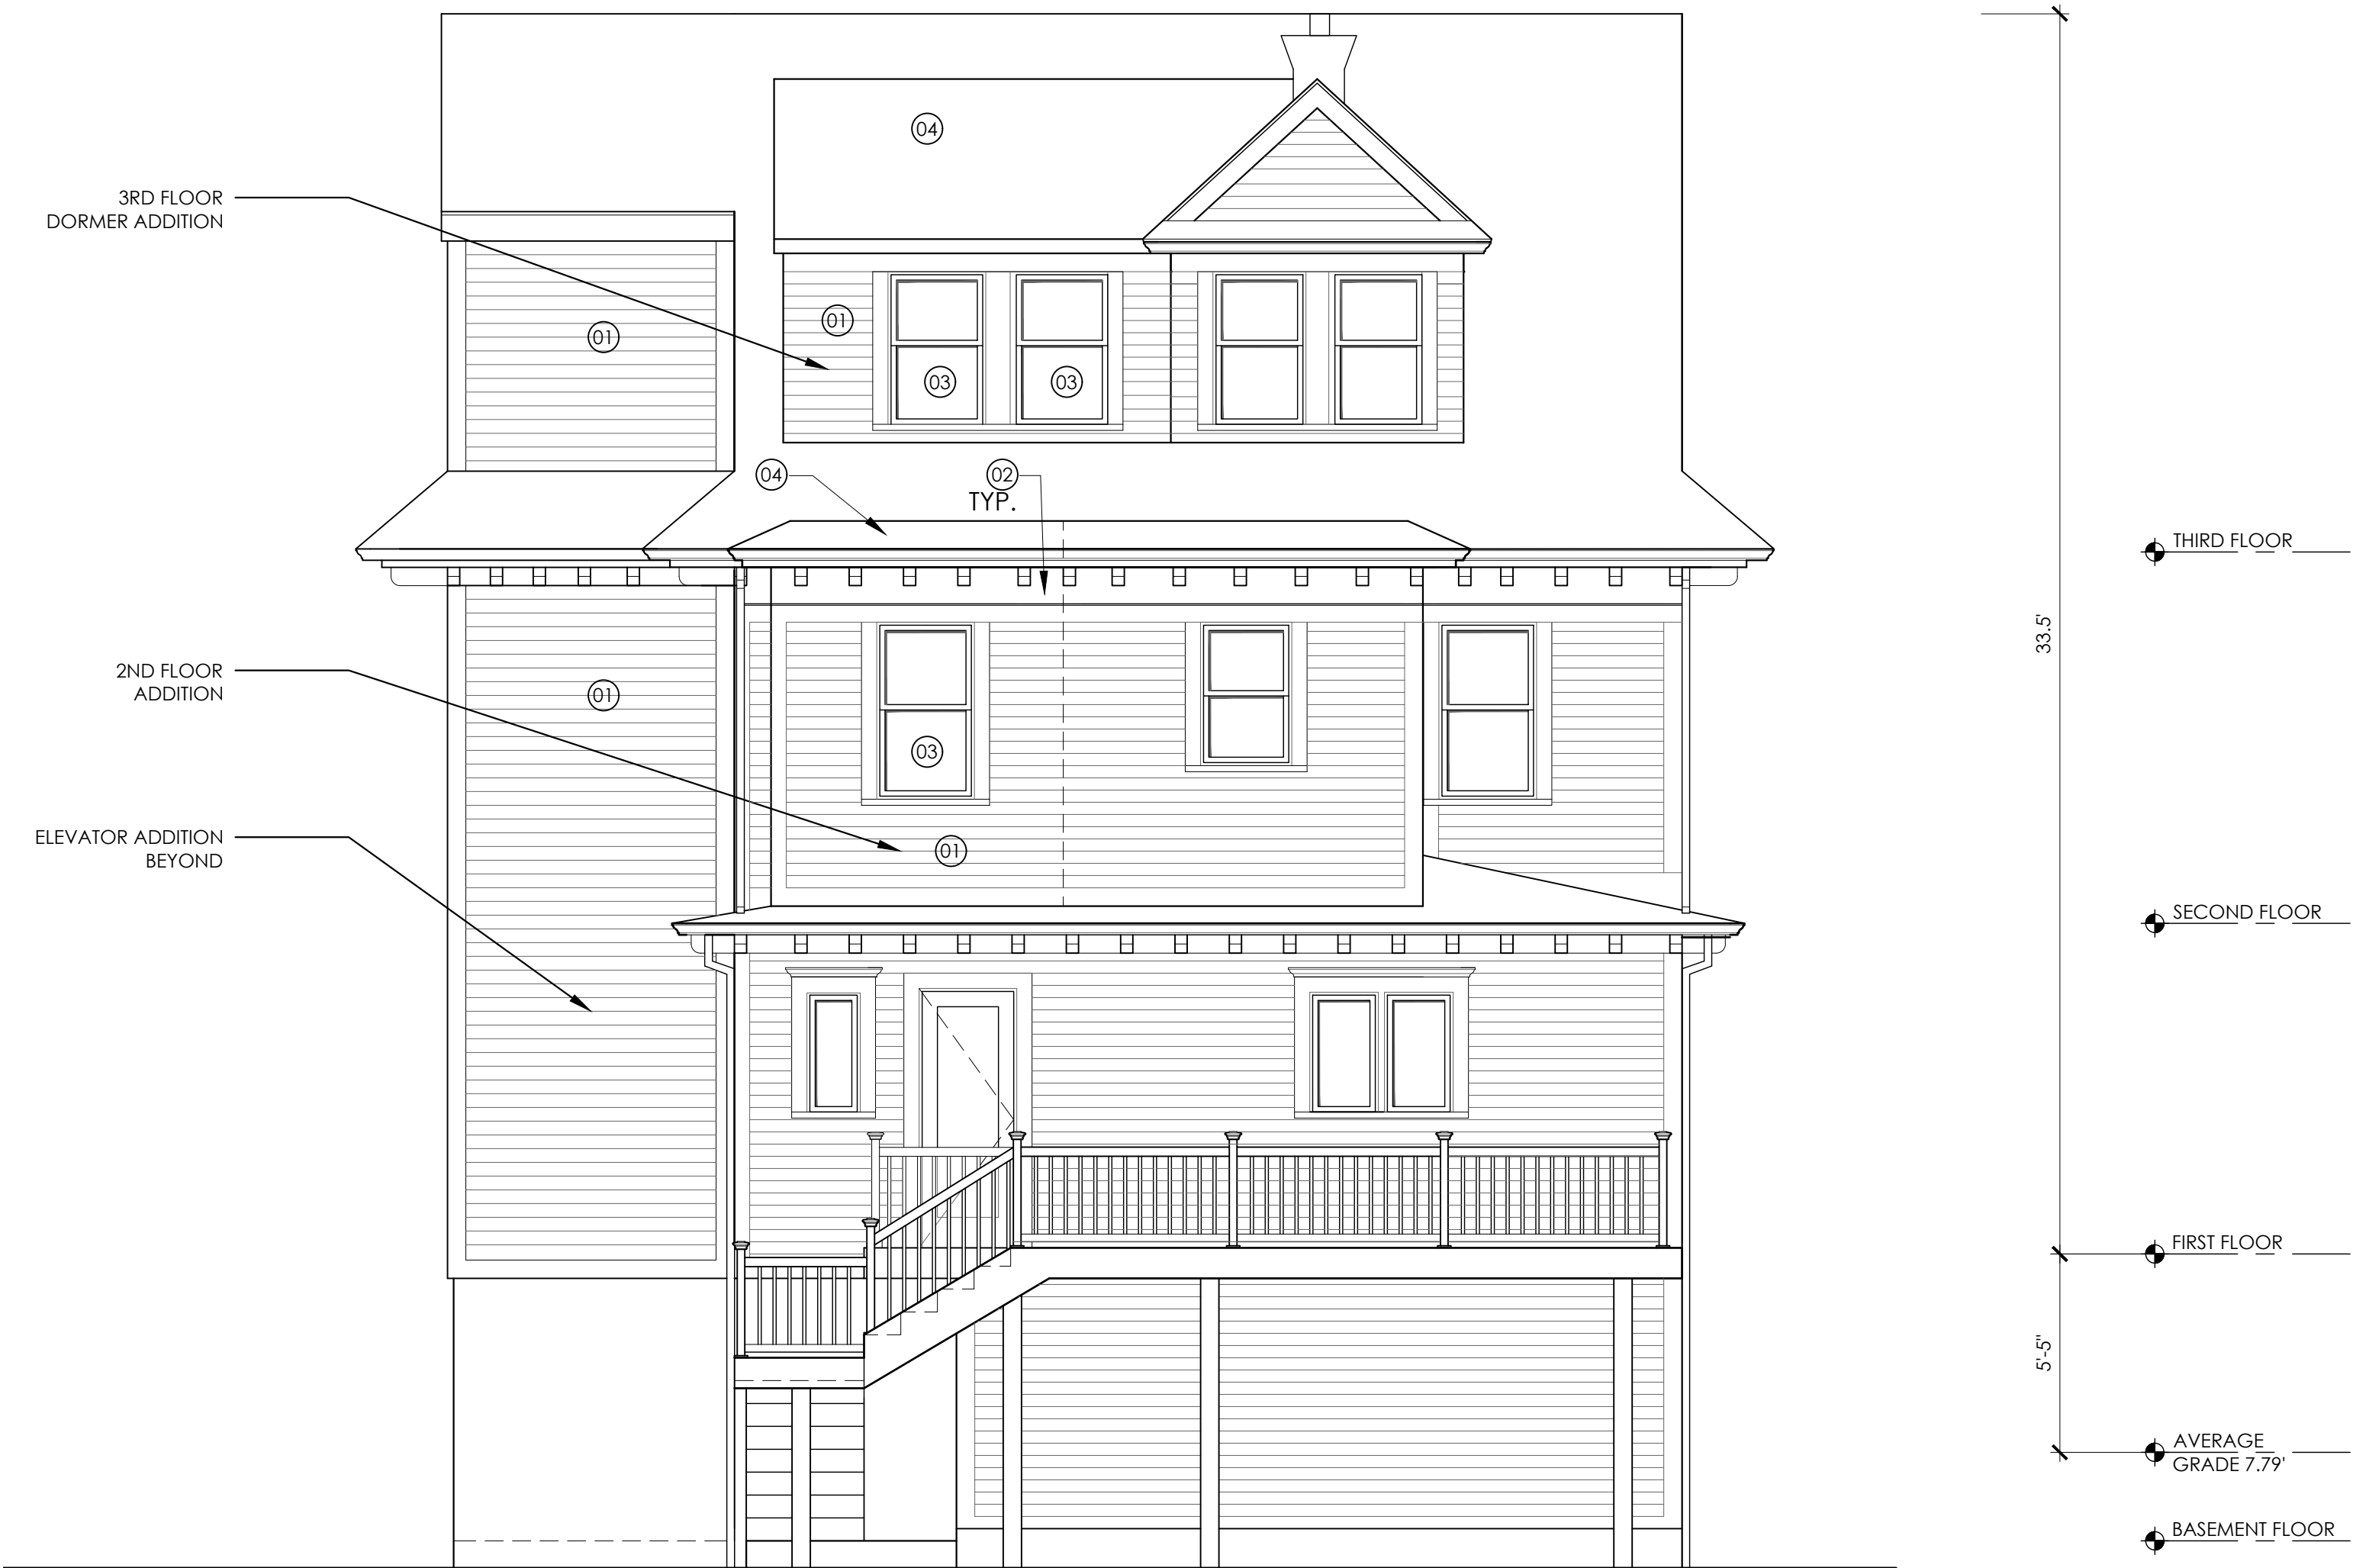 04
3RD FLOOR
DORMER ADDITION
01
01
03
03
04
02
TYP.
THIRD FLOOR
33.5'
2ND FLOOR
ADDITION
01
03
ELEVATOR ADDITION
BEYOND
01
SECOND FLOOR
FIRST FLOOR
5'-5"
AVERAGE
GRADE 7.79'
BASEMENT FLOOR